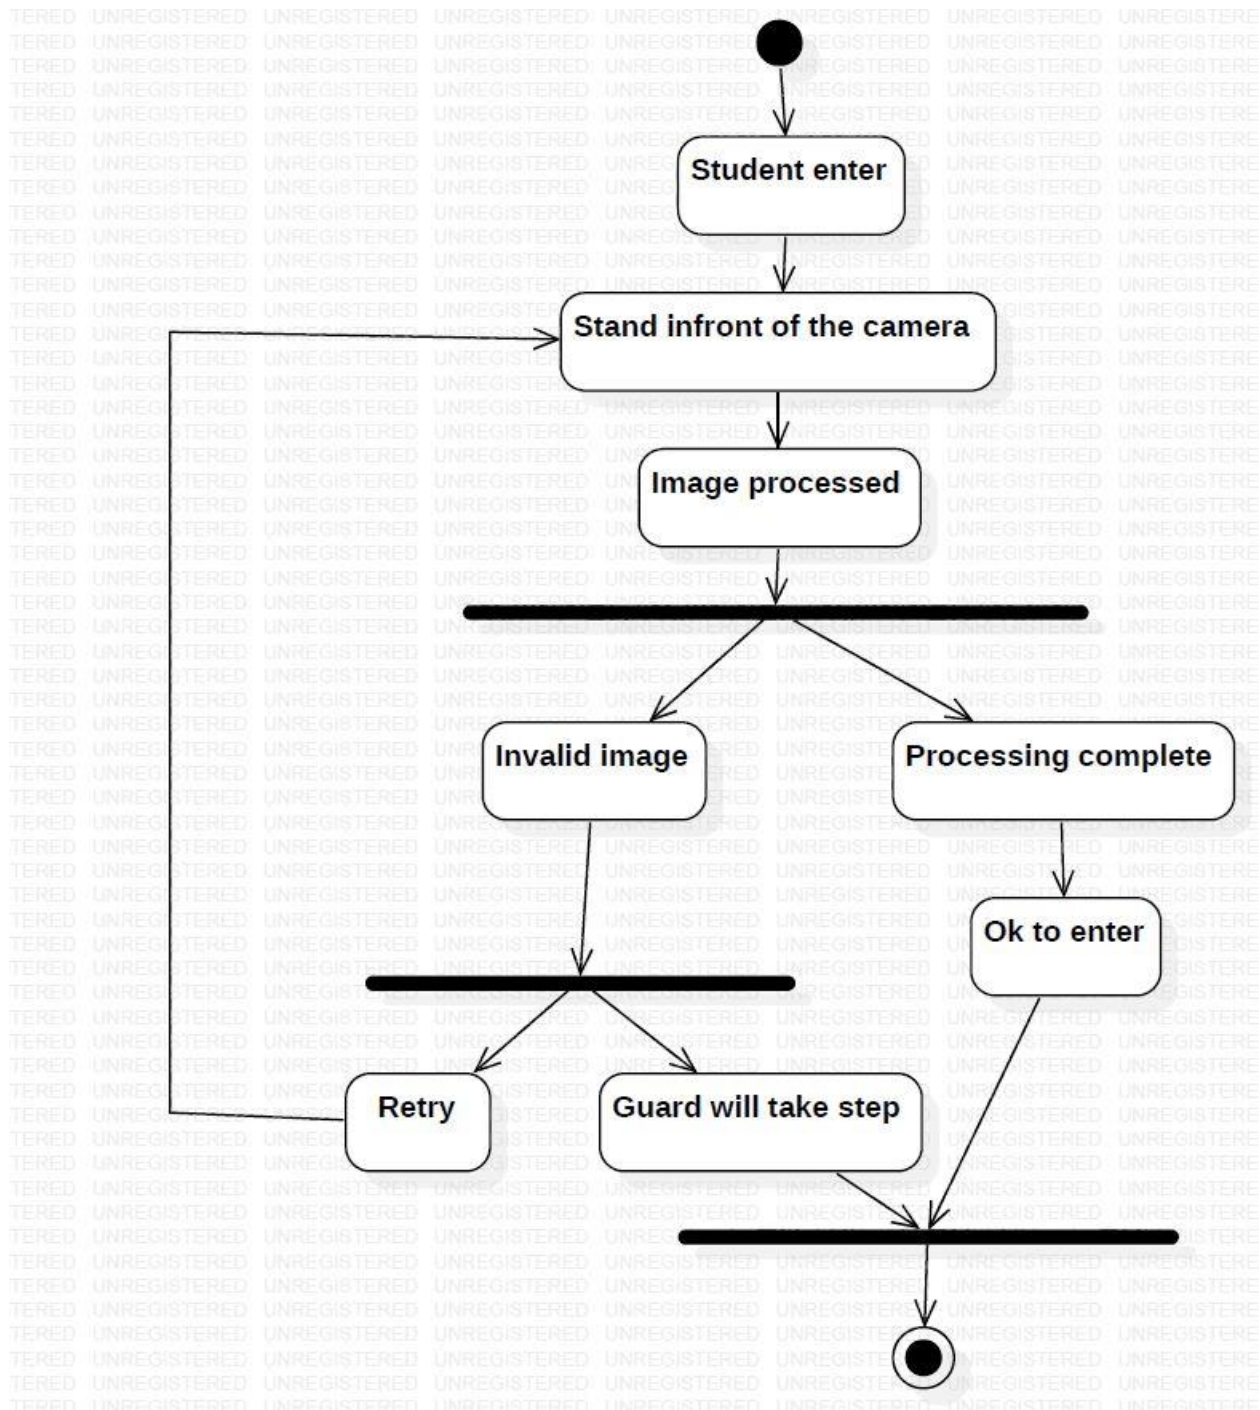 Student enter
Stand infront of the camera
Image processed
Invalid image
Processing complete
Ok to enter
Retry
Guard will take step
UNREGISTERED